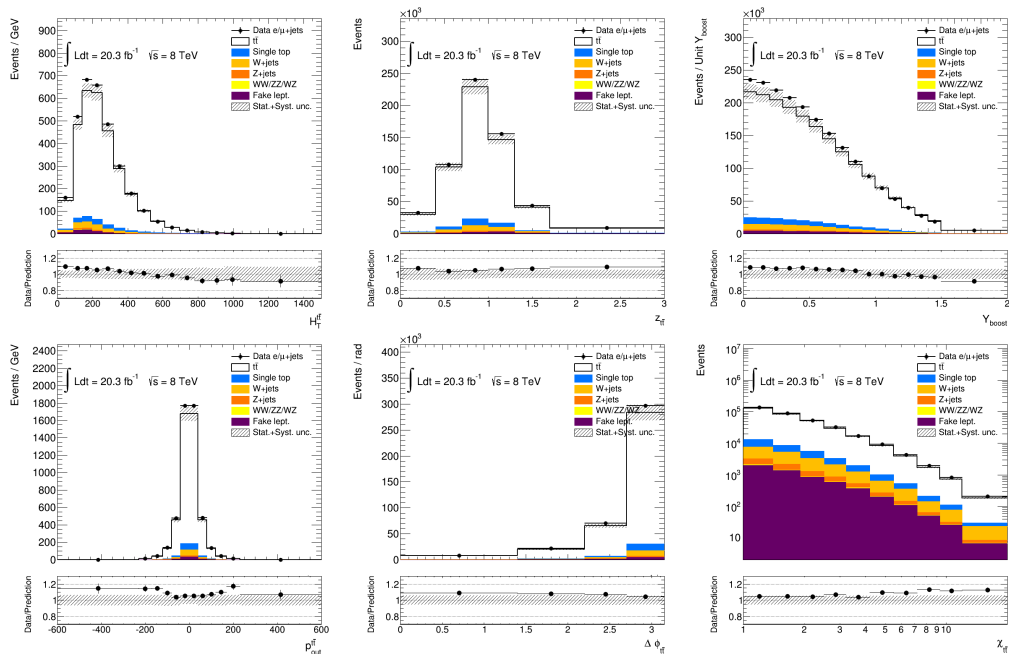 Events / GeV
900
800
700
600
500
400
300
200
100
0
∫ Ldt = 20.3 fb⁻¹ √s = 8 TeV
Data e/μ+jets
tt̄
Single top
W+jets
Z+jets
WW/ZZ/WZ
Fake lept.
Stat.+Syst. unc.
Data/Prediction
1.2
1
0.8
0 200 400 600 800 1000 1200 1400
H_T^{tt̄}
Events
×10³
350
300
250
200
150
100
50
0
∫ Ldt = 20.3 fb⁻¹ √s = 8 TeV
Data e/μ+jets
tt̄
Single top
W+jets
Z+jets
WW/ZZ/WZ
Fake lept.
Stat.+Syst. unc.
Data/Prediction
1.2
1
0.8
0 0.5 1 1.5 2 2.5 3
z_{tt̄}
Events / Unit Y_{boost}
×10³
300
250
200
150
100
50
0
∫ Ldt = 20.3 fb⁻¹ √s = 8 TeV
Data e/μ+jets
tt̄
Single top
W+jets
Z+jets
WW/ZZ/WZ
Fake lept.
Stat.+Syst. unc.
Data/Prediction
1.2
1
0.8
0 0.5 1 1.5 2
Y_{boost}
Events / GeV
2400
2200
2000
1800
1600
1400
1200
1000
800
600
400
200
0
∫ Ldt = 20.3 fb⁻¹ √s = 8 TeV
Data e/μ+jets
tt̄
Single top
W+jets
Z+jets
WW/ZZ/WZ
Fake lept.
Stat.+Syst. unc.
Data/Prediction
1.2
1
0.8
-600 -400 -200 0 200 400 600
p_{out}^{tt̄}
Events / rad
×10³
400
350
300
250
200
150
100
50
0
∫ Ldt = 20.3 fb⁻¹ √s = 8 TeV
Data e/μ+jets
tt̄
Single top
W+jets
Z+jets
WW/ZZ/WZ
Fake lept.
Stat.+Syst. unc.
Data/Prediction
1.2
1
0.8
0 0.5 1 1.5 2 2.5 3
Δ φ_{tt̄}
Events
10⁷
10⁶
10⁵
10⁴
10³
10²
10
∫ Ldt = 20.3 fb⁻¹ √s = 8 TeV
Data e/μ+jets
tt̄
Single top
W+jets
Z+jets
WW/ZZ/WZ
Fake lept.
Stat.+Syst. unc.
Data/Prediction
1.2
1
0.8
1 2 3 4 5 6 7 8 9 10
χ_{tt̄}